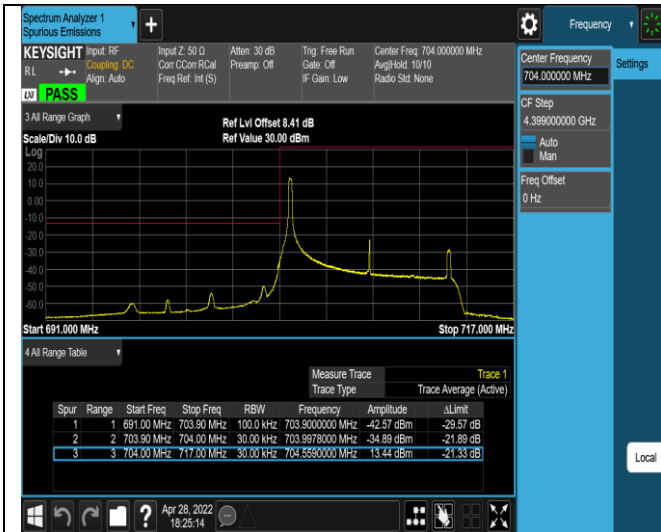 Spectrum Analyzer 1
Spurious Emissions
Frequency
KEYSIGHT
RL
Input: RF
Coupling: DC
Align: Auto
Input Z: 50 Ω
Corr CCorr RCal
Freq Ref: Int (S)
Atten: 30 dB
Preamp: Off
Trig: Free Run
Gate: Off
IF Gain: Low
Center Freq: 704.000000 MHz
Avg|Hold: 10/10
Radio Std: None
LXI PASS
Center Frequency
704.000000 MHz
Settings
CF Step
4.399000000 GHz
Auto
Man
Freq Offset
0 Hz
Local
3 All Range Graph
Scale/Div 10.0 dB
Ref Lvl Offset 8.41 dB
Ref Value 30.00 dBm
Log
20.0
10.0
0.00
-10.0
-20.0
-30.0
-40.0
-50.0
-60.0
Start 691.000 MHz
Stop 717.000 MHz
4 All Range Table
Measure Trace Trace 1
Trace Type Trace Average (Active)
Spur Range Start Freq Stop Freq RBW Frequency Amplitude ΔLimit
1 1 691.00 MHz 703.90 MHz 100.0 kHz 703.9000000 MHz -42.57 dBm -29.57 dB
2 2 703.90 MHz 704.00 MHz 30.00 kHz 703.9978000 MHz -34.89 dBm -21.89 dB
3 3 704.00 MHz 717.00 MHz 30.00 kHz 704.5590000 MHz 13.44 dBm -21.33 dB
Apr 28, 2022
18:25:14